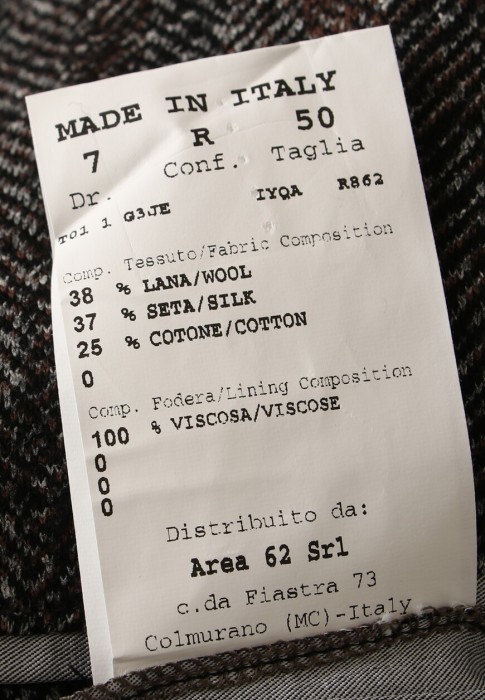 MADE IN ITALY
7 R 50
Dr. Conf. Taglia
TO1 1 G3JE IYQA R862
Comp. Tessuto/Fabric Composition
38 % LANA/WOOL
37 % SETA/SILK
25 % COTONE/COTTON
0
Comp. Fodera/Lining Composition
100 % VISCOSA/VISCOSE
0
0
0
Distribuito da:
Area 62 Srl
c.da Fiastra 73
Colmurano (MC)-Italy